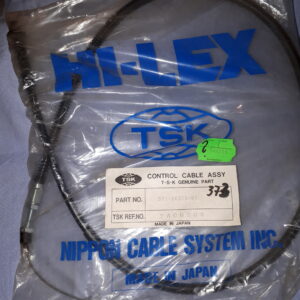 HI-LEX
TSK
TSK
CONTROL CABLE ASSY
T-S-K GENUINE PART
PART NO.
373
TSK REF.NO.
MADE IN JAPAN
NIPPON CABLE SYSTEM INC.
MADE IN JAPAN